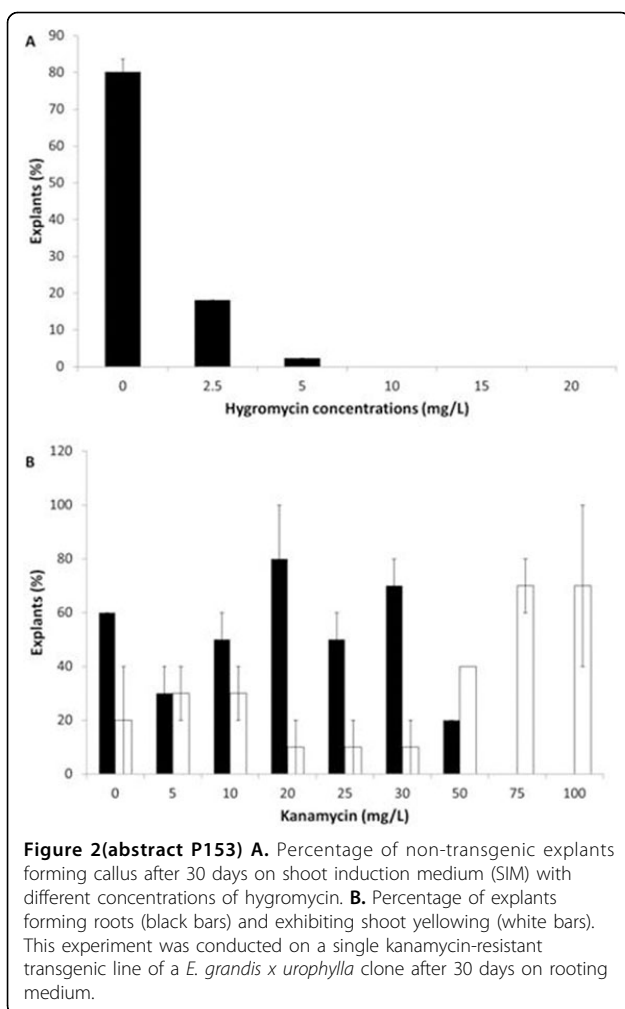 A
90
80
70
60
50
40
30
20
10
0
Explants (%)
0 2.5 5 10 15 20
Hygromycin concentrations (mg/L)
B
120
100
80
60
40
20
0
Explants (%)
0 5 10 20 25 30 50 75 100
Kanamycin (mg/L)
Figure 2(abstract P153) A. Percentage of non-transgenic explants
forming callus after 30 days on shoot induction medium (SIM) with
different concentrations of hygromycin. B. Percentage of explants
forming roots (black bars) and exhibiting shoot yellowing (white bars).
This experiment was conducted on a single kanamycin-resistant
transgenic line of a E. grandis x urophylla clone after 30 days on rooting
medium.